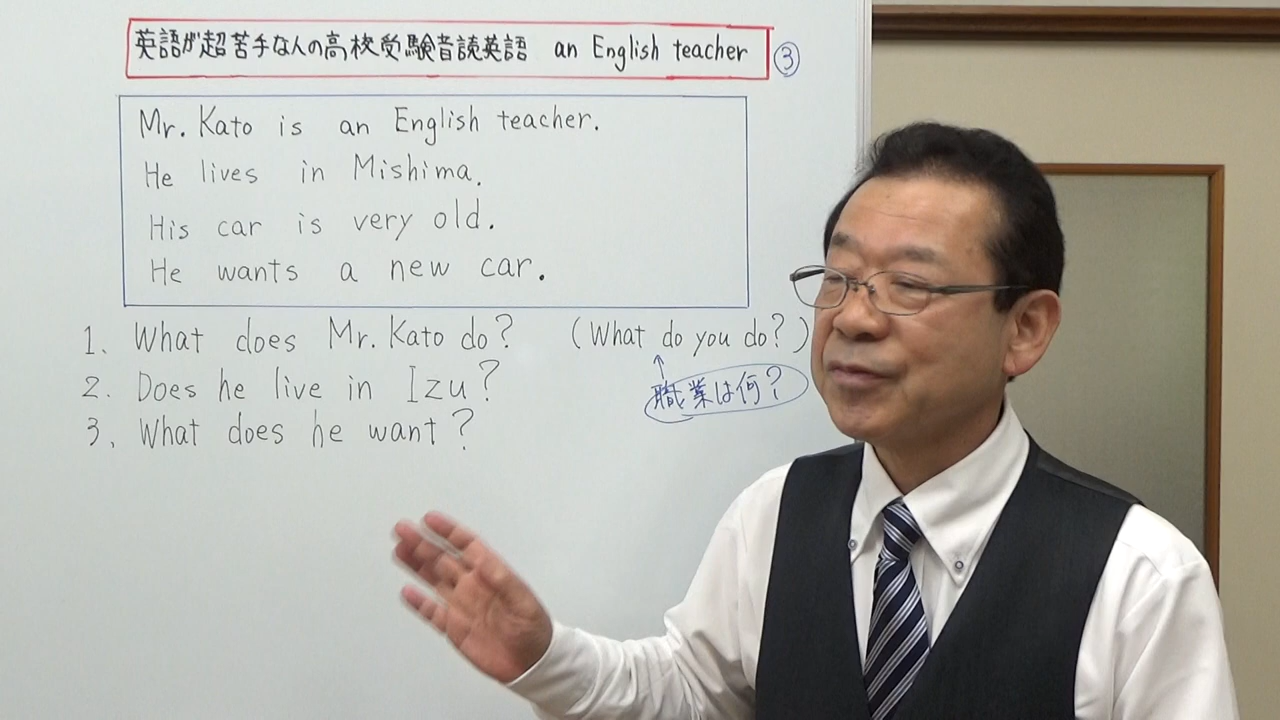 英語が超苦手な人の高校受験音読英語 an English teacher ③
Mr. Kato is an English teacher.
He lives in Mishima.
His car is very old.
He wants a new car.
1. What does Mr. Kato do? (What do you do?)
職業は何?
2. Does he live in Izu?
3. What does he want?